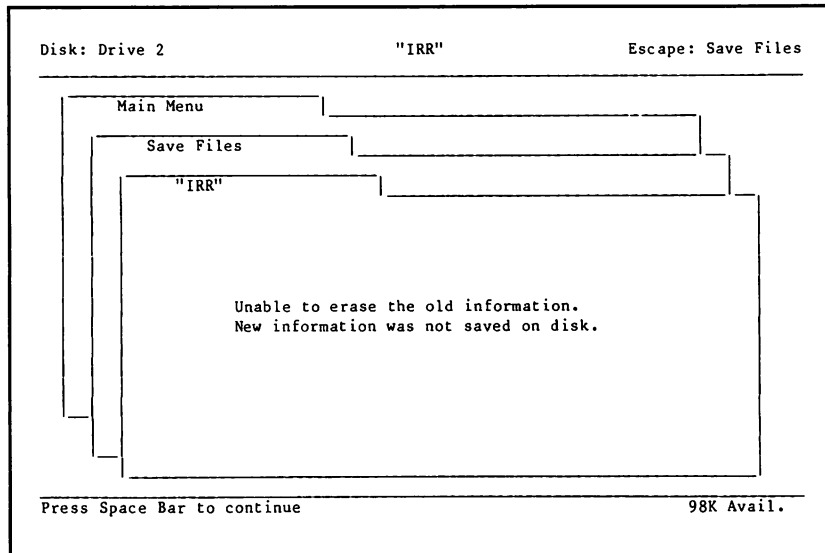 Disk: Drive 2 "IRR" Escape: Save Files
Main Menu
Save Files
"IRR"
Unable to erase the old information.
New information was not saved on disk.
Press Space Bar to continue 98K Avail.